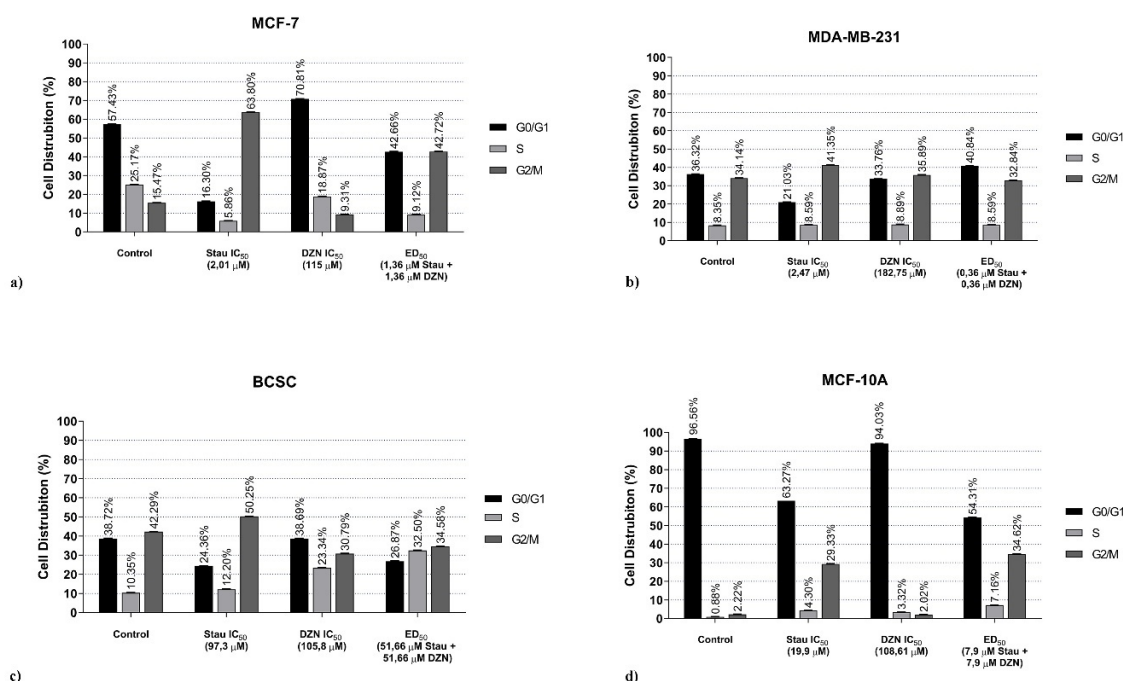 MCF-7
Cell Distrubiton (%)
100
90
80
70
60
50
40
30
20
10
0
57.43%
25.17%
15.47%
16.30%
5.86%
63.80%
70.81%
18.87%
9.31%
42.66%
9.12%
42.72%
G0/G1
S
G2/M
Control
Stau IC50
(2,01 µM)
DZN IC50
(115 µM)
ED50
(1,36 µM Stau +
1,36 µM DZN)
a)
MDA-MB-231
Cell Distrubiton (%)
100
90
80
70
60
50
40
30
20
10
0
36.32%
8.35%
34.14%
21.03%
8.59%
41.35%
33.76%
8.89%
35.89%
40.84%
8.59%
32.84%
G0/G1
S
G2/M
Control
Stau IC50
(2,47 µM)
DZN IC50
(182,75 µM)
ED50
(0,36 µM Stau +
0,36 µM DZN)
b)
BCSC
Cell Distrubiton (%)
100
90
80
70
60
50
40
30
20
10
0
38.72%
10.35%
42.29%
24.36%
12.20%
50.25%
38.69%
23.34%
30.79%
26.87%
32.50%
34.58%
G0/G1
S
G2/M
Control
Stau IC50
(97,3 µM)
DZN IC50
(105,8 µM)
ED50
(51,66 µM Stau +
51,66 µM DZN)
c)
MCF-10A
Cell Distrubiton (%)
100
90
80
70
60
50
40
30
20
10
0
96.56%
0.88%
2.22%
63.27%
4.30%
29.33%
94.03%
3.32%
2.02%
54.31%
7.16%
34.62%
G0/G1
S
G2/M
Control
Stau IC50
(19,9 µM)
DZN IC50
(108,61 µM)
ED50
(7,9 µM Stau +
7,9 µM DZN)
d)